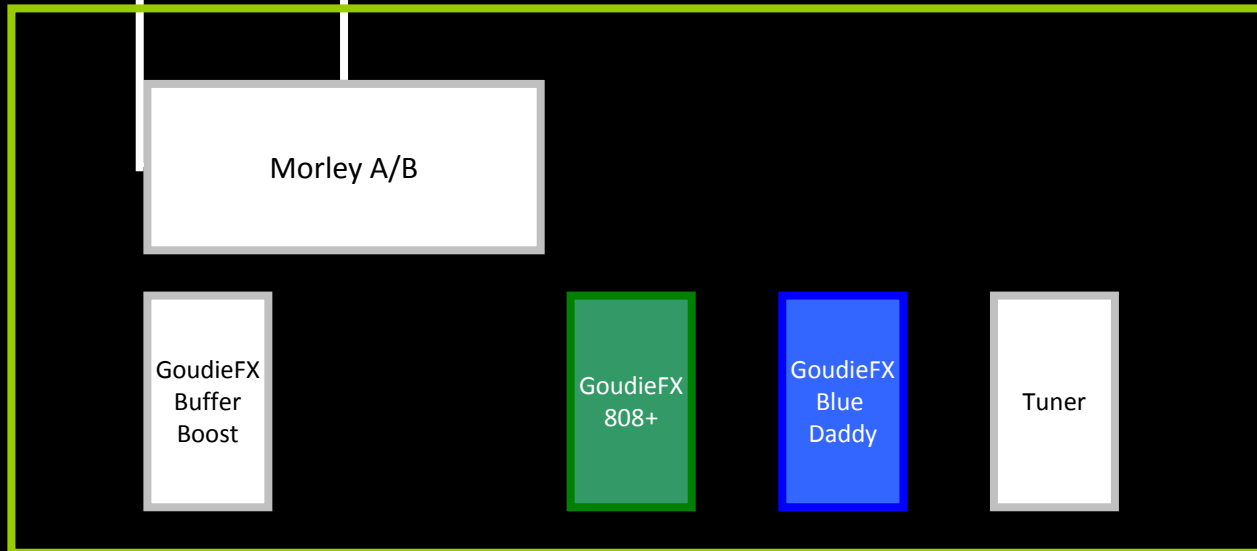 Morley A/B
GoudieFX
Buffer
Boost
GoudieFX
808+
GoudieFX
Blue
Daddy
Tuner